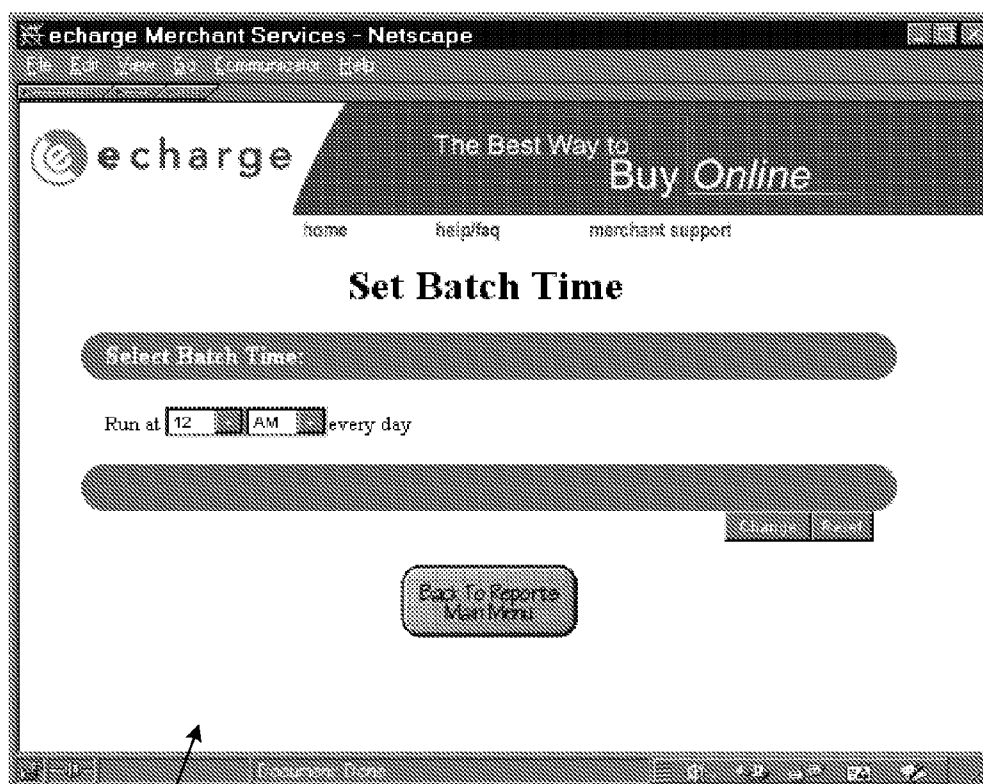 echarge Merchant Services - Netscape
File Edit View Go Communicator Help
echarge
The Best Way to
Buy Online
home help/faq merchant support
Set Batch Time
Select Batch Time:
Run at 12 AM every day
Change Reset
Back To Reports
Main Menu
Document: Done